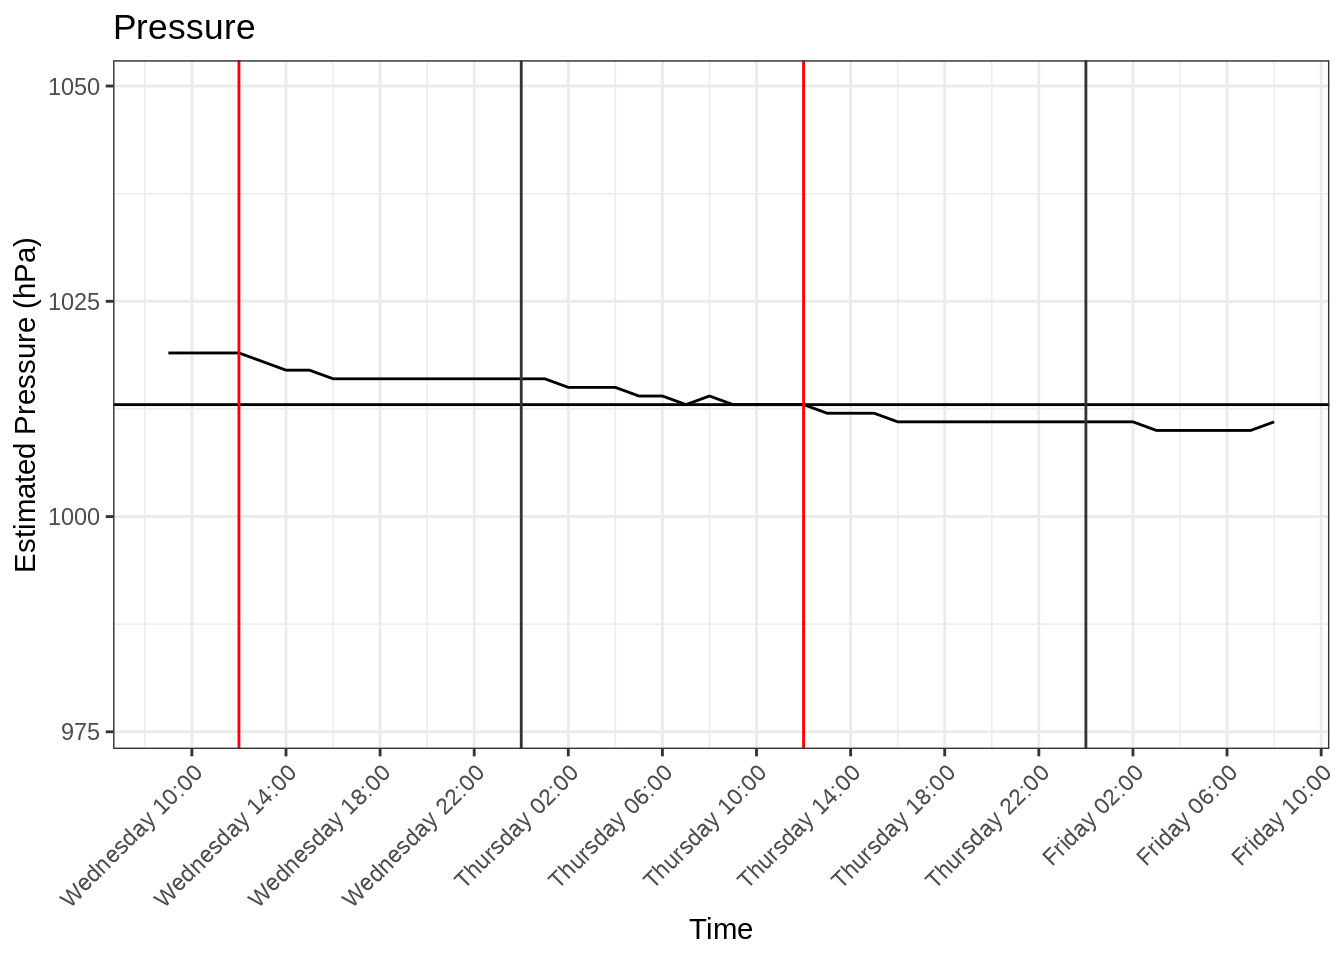 Pressure
Estimated Pressure (hPa)
1050
1025
1000
975
Wednesday 10:00
Wednesday 14:00
Wednesday 18:00
Wednesday 22:00
Thursday 02:00
Thursday 06:00
Thursday 10:00
Thursday 14:00
Thursday 18:00
Thursday 22:00
Friday 02:00
Friday 06:00
Friday 10:00
Time